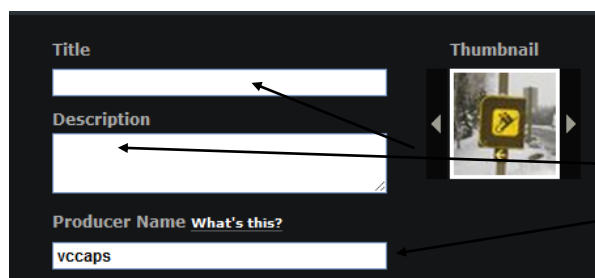 Title
Thumbnail
Description
Producer Name What's this?
vccaps